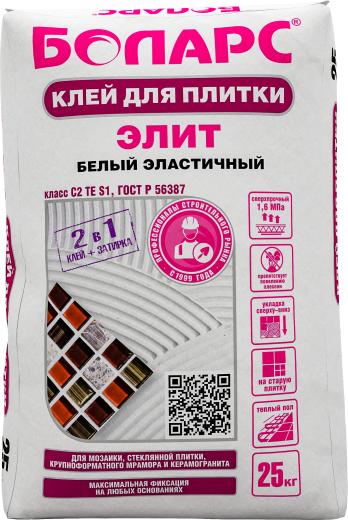 БОЛАРС®
КЛЕЙ ДЛЯ ПЛИТКИ
ЭЛИТ
БЕЛЫЙ ЭЛАСТИЧНЫЙ
класс С2 TE S1, ГОСТ Р 56387
2 в 1
КЛЕЙ + ЗАТИРКА
ПРОФЕССИОНАЛЫ СТРОИТЕЛЬНОГО РЫНКА
С 1999 ГОДА
сверхпрочный
1,6 МПа
препятствует
появлению
плесени
укладка
сверху-вниз
на старую
плитку
теплый пол
25кг
ДЛЯ МОЗАИКИ, СТЕКЛЯННОЙ ПЛИТКИ,
КРУПНОФОРМАТНОГО МРАМОРА И КЕРАМОГРАНИТА
МАКСИМАЛЬНАЯ ФИКСАЦИЯ
НА ЛЮБЫХ ОСНОВАНИЯХ
25
25